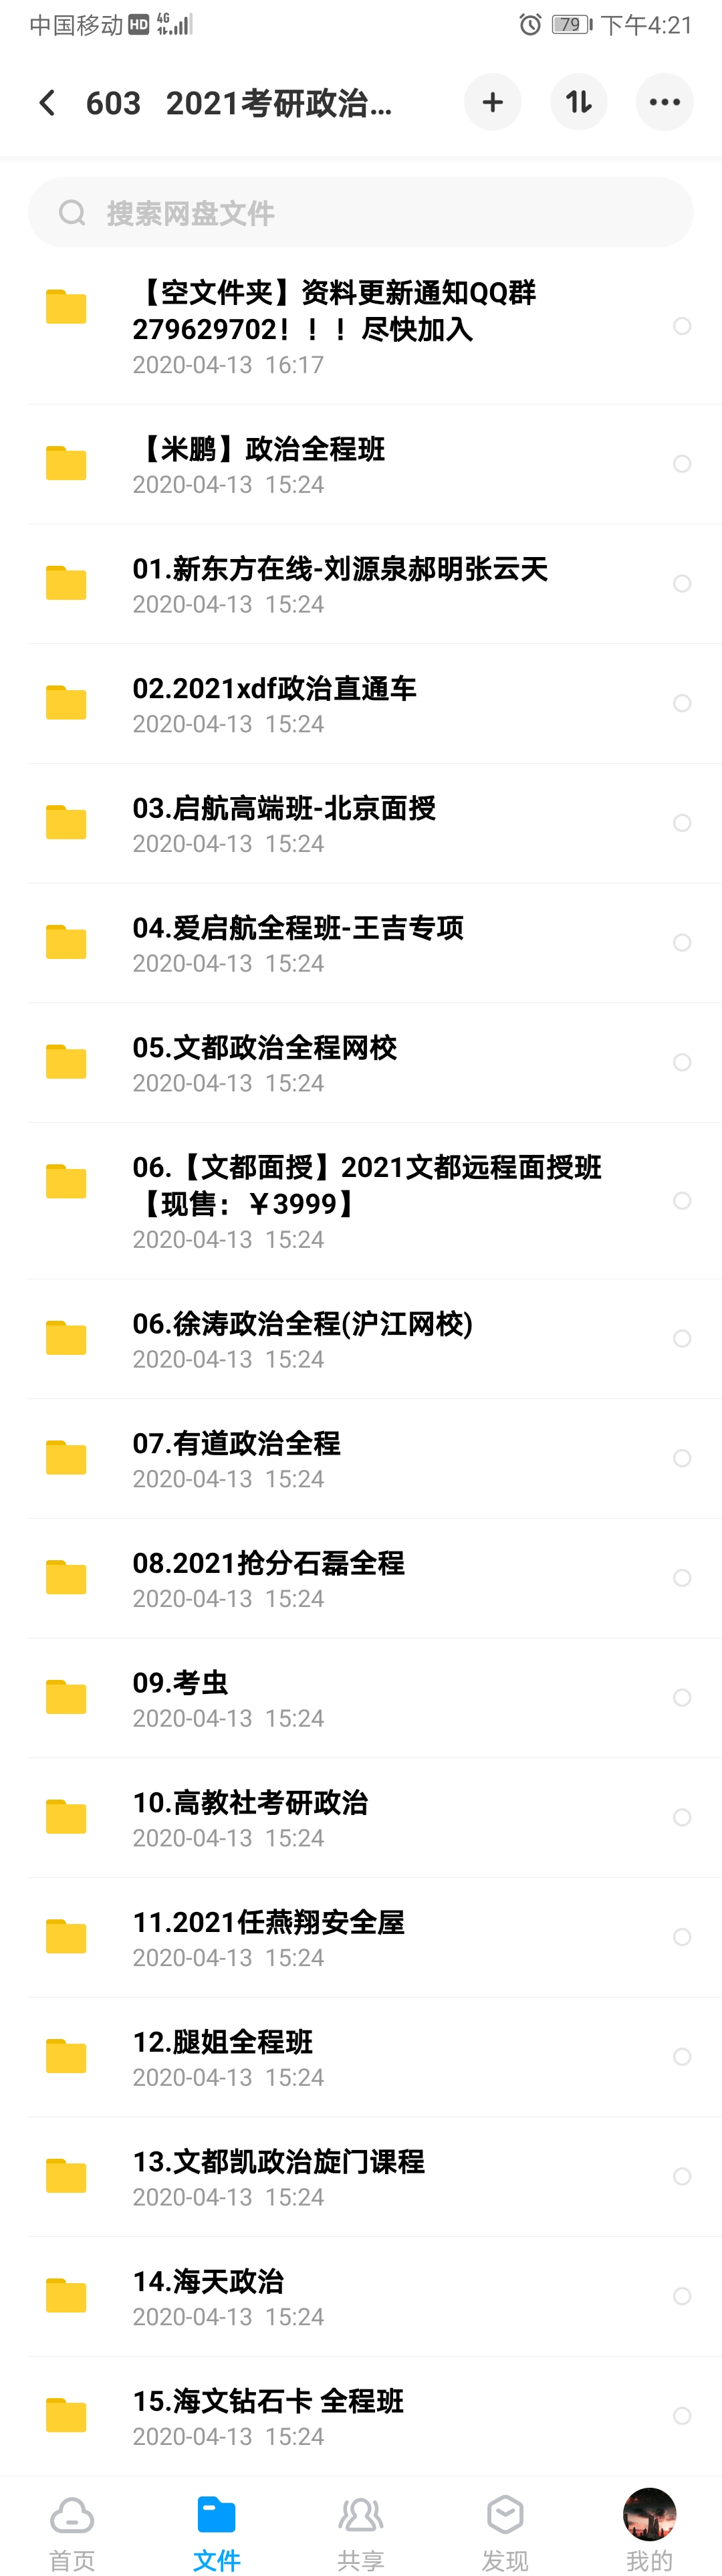 中国移动 HD 4G 79 下午4:21
603 2021考研政治...
搜索网盘文件
【空文件夹】资料更新通知QQ群
279629702！！！尽快加入
2020-04-13 16:17
【米鹏】政治全程班
2020-04-13 15:24
01.新东方在线-刘源泉郝明张云天
2020-04-13 15:24
02.2021xdf政治直通车
2020-04-13 15:24
03.启航高端班-北京面授
2020-04-13 15:24
04.爱启航全程班-王吉专项
2020-04-13 15:24
05.文都政治全程网校
2020-04-13 15:24
06.【文都面授】2021文都远程面授班
【现售：￥3999】
2020-04-13 15:24
06.徐涛政治全程(沪江网校)
2020-04-13 15:24
07.有道政治全程
2020-04-13 15:24
08.2021抢分石磊全程
2020-04-13 15:24
09.考虫
2020-04-13 15:24
10.高教社考研政治
2020-04-13 15:24
11.2021任燕翔安全屋
2020-04-13 15:24
12.腿姐全程班
2020-04-13 15:24
13.文都凯政治旋门课程
2020-04-13 15:24
14.海天政治
2020-04-13 15:24
15.海文钻石卡 全程班
2020-04-13 15:24
首页 文件 共享 发现 我的